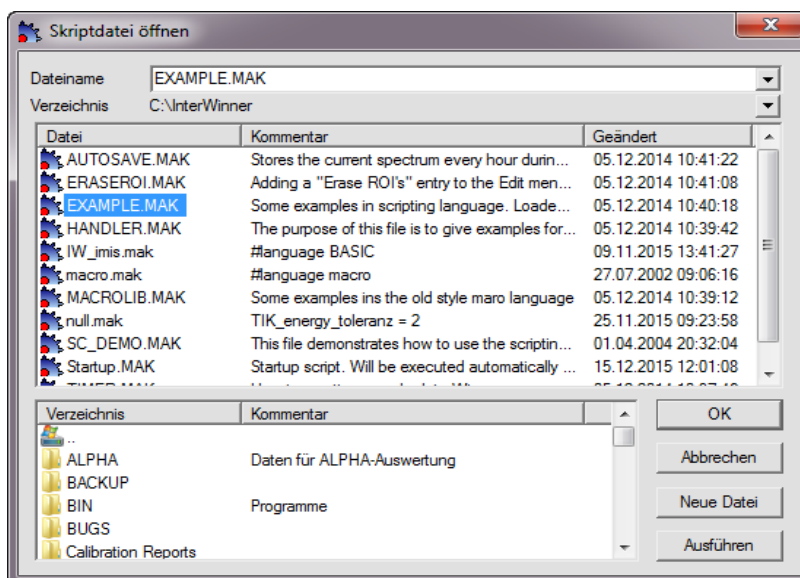 Skriptdatei öffnen
Dateiname EXAMPLE.MAK
Verzeichnis C:\InterWinner
Datei Kommentar Geändert
AUTOSAVE.MAK Stores the current spectrum every hour durin... 05.12.2014 10:41:22
ERASEROI.MAK Adding a "Erase ROI's" entry to the Edit men... 05.12.2014 10:41:08
EXAMPLE.MAK Some examples in scripting language. Loade... 05.12.2014 10:40:18
HANDLER.MAK The purpose of this file is to give examples for... 05.12.2014 10:39:42
IW_imis.mak #language BASIC 09.11.2015 13:41:27
macro.mak #language macro 27.07.2002 09:06:16
MACROLIB.MAK Some examples ins the old style maro language 05.12.2014 10:39:12
null.mak TIK_energy_toleranz = 2 25.11.2015 09:23:58
SC_DEMO.MAK This file demonstrates how to use the scriptin... 01.04.2004 20:32:04
Startup.MAK Startup script. Will be executed automatically ... 15.12.2015 12:01:08
TIMER.MAK
Verzeichnis Kommentar
..
ALPHA Daten für ALPHA-Auswertung
BACKUP
BIN Programme
BUGS
Calibration Reports
OK
Abbrechen
Neue Datei
Ausführen